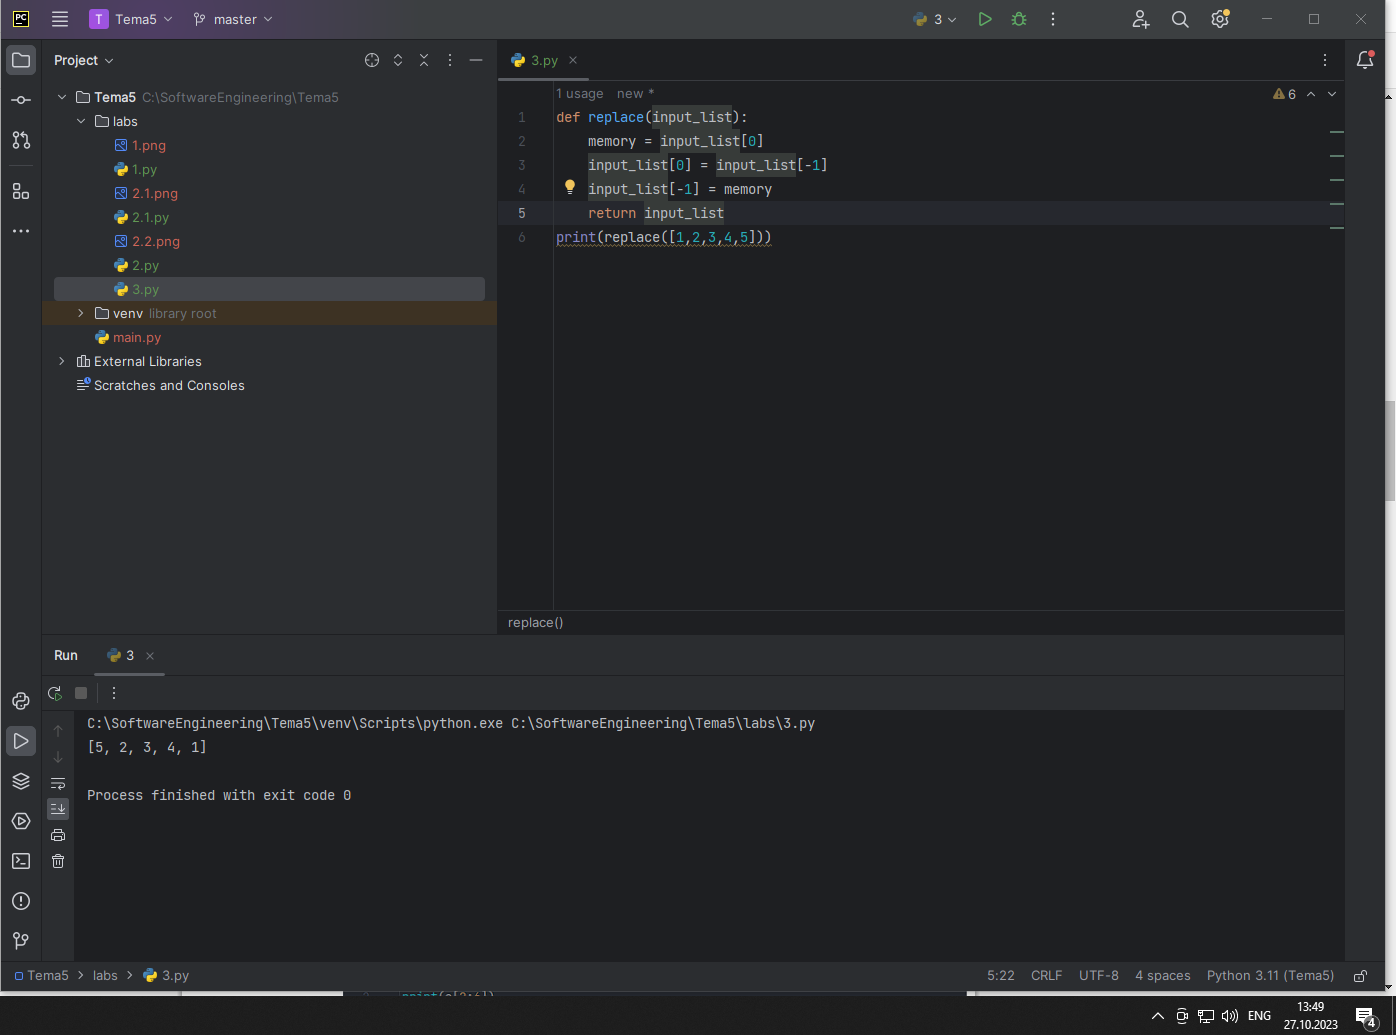 PC
T Tema5
master
3
Project
Tema5 C:\SoftwareEngineering\Tema5
labs
1.png
1.py
2.1.png
2.1.py
2.2.png
2.py
3.py
venv library root
main.py
External Libraries
Scratches and Consoles
3.py
1 usage new *
6
1 def replace(input_list):
2 memory = input_list[0]
3 input_list[0] = input_list[-1]
4 input_list[-1] = memory
5 return input_list
6 print(replace([1,2,3,4,5]))
replace()
Run 3
C:\SoftwareEngineering\Tema5\venv\Scripts\python.exe C:\SoftwareEngineering\Tema5\labs\3.py
[5, 2, 3, 4, 1]
Process finished with exit code 0
Tema5 > labs > 3.py
5:22 CRLF UTF-8 4 spaces Python 3.11 (Tema5)
ENG
13:49
27.10.2023
4